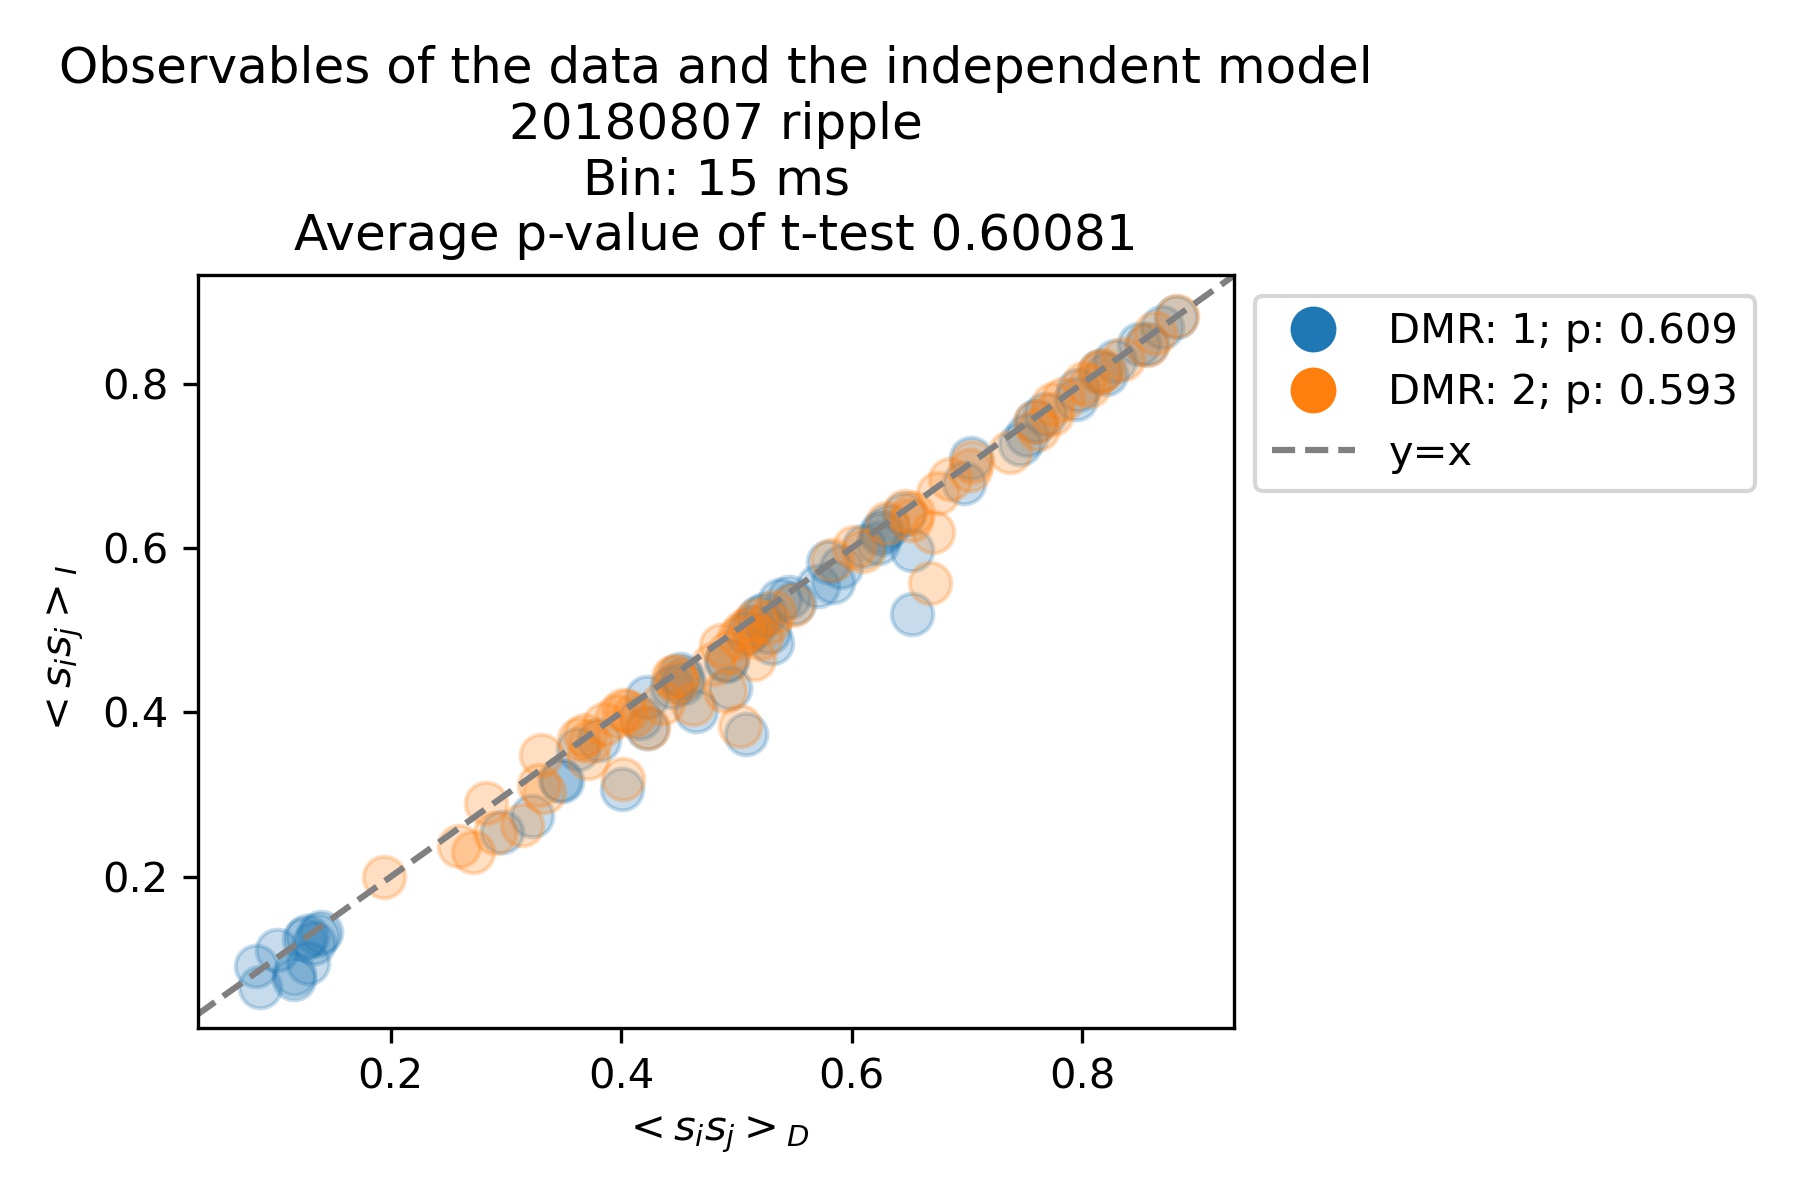 Observables of the data and the independent model
20180807 ripple
Bin: 15 ms
Average p-value of t-test 0.60081
DMR: 1; p: 0.609
DMR: 2; p: 0.593
y=x
0.8
0.6
0.4
0.2
< s_i s_j >_I
0.2 0.4 0.6 0.8
< s_i s_j >_D